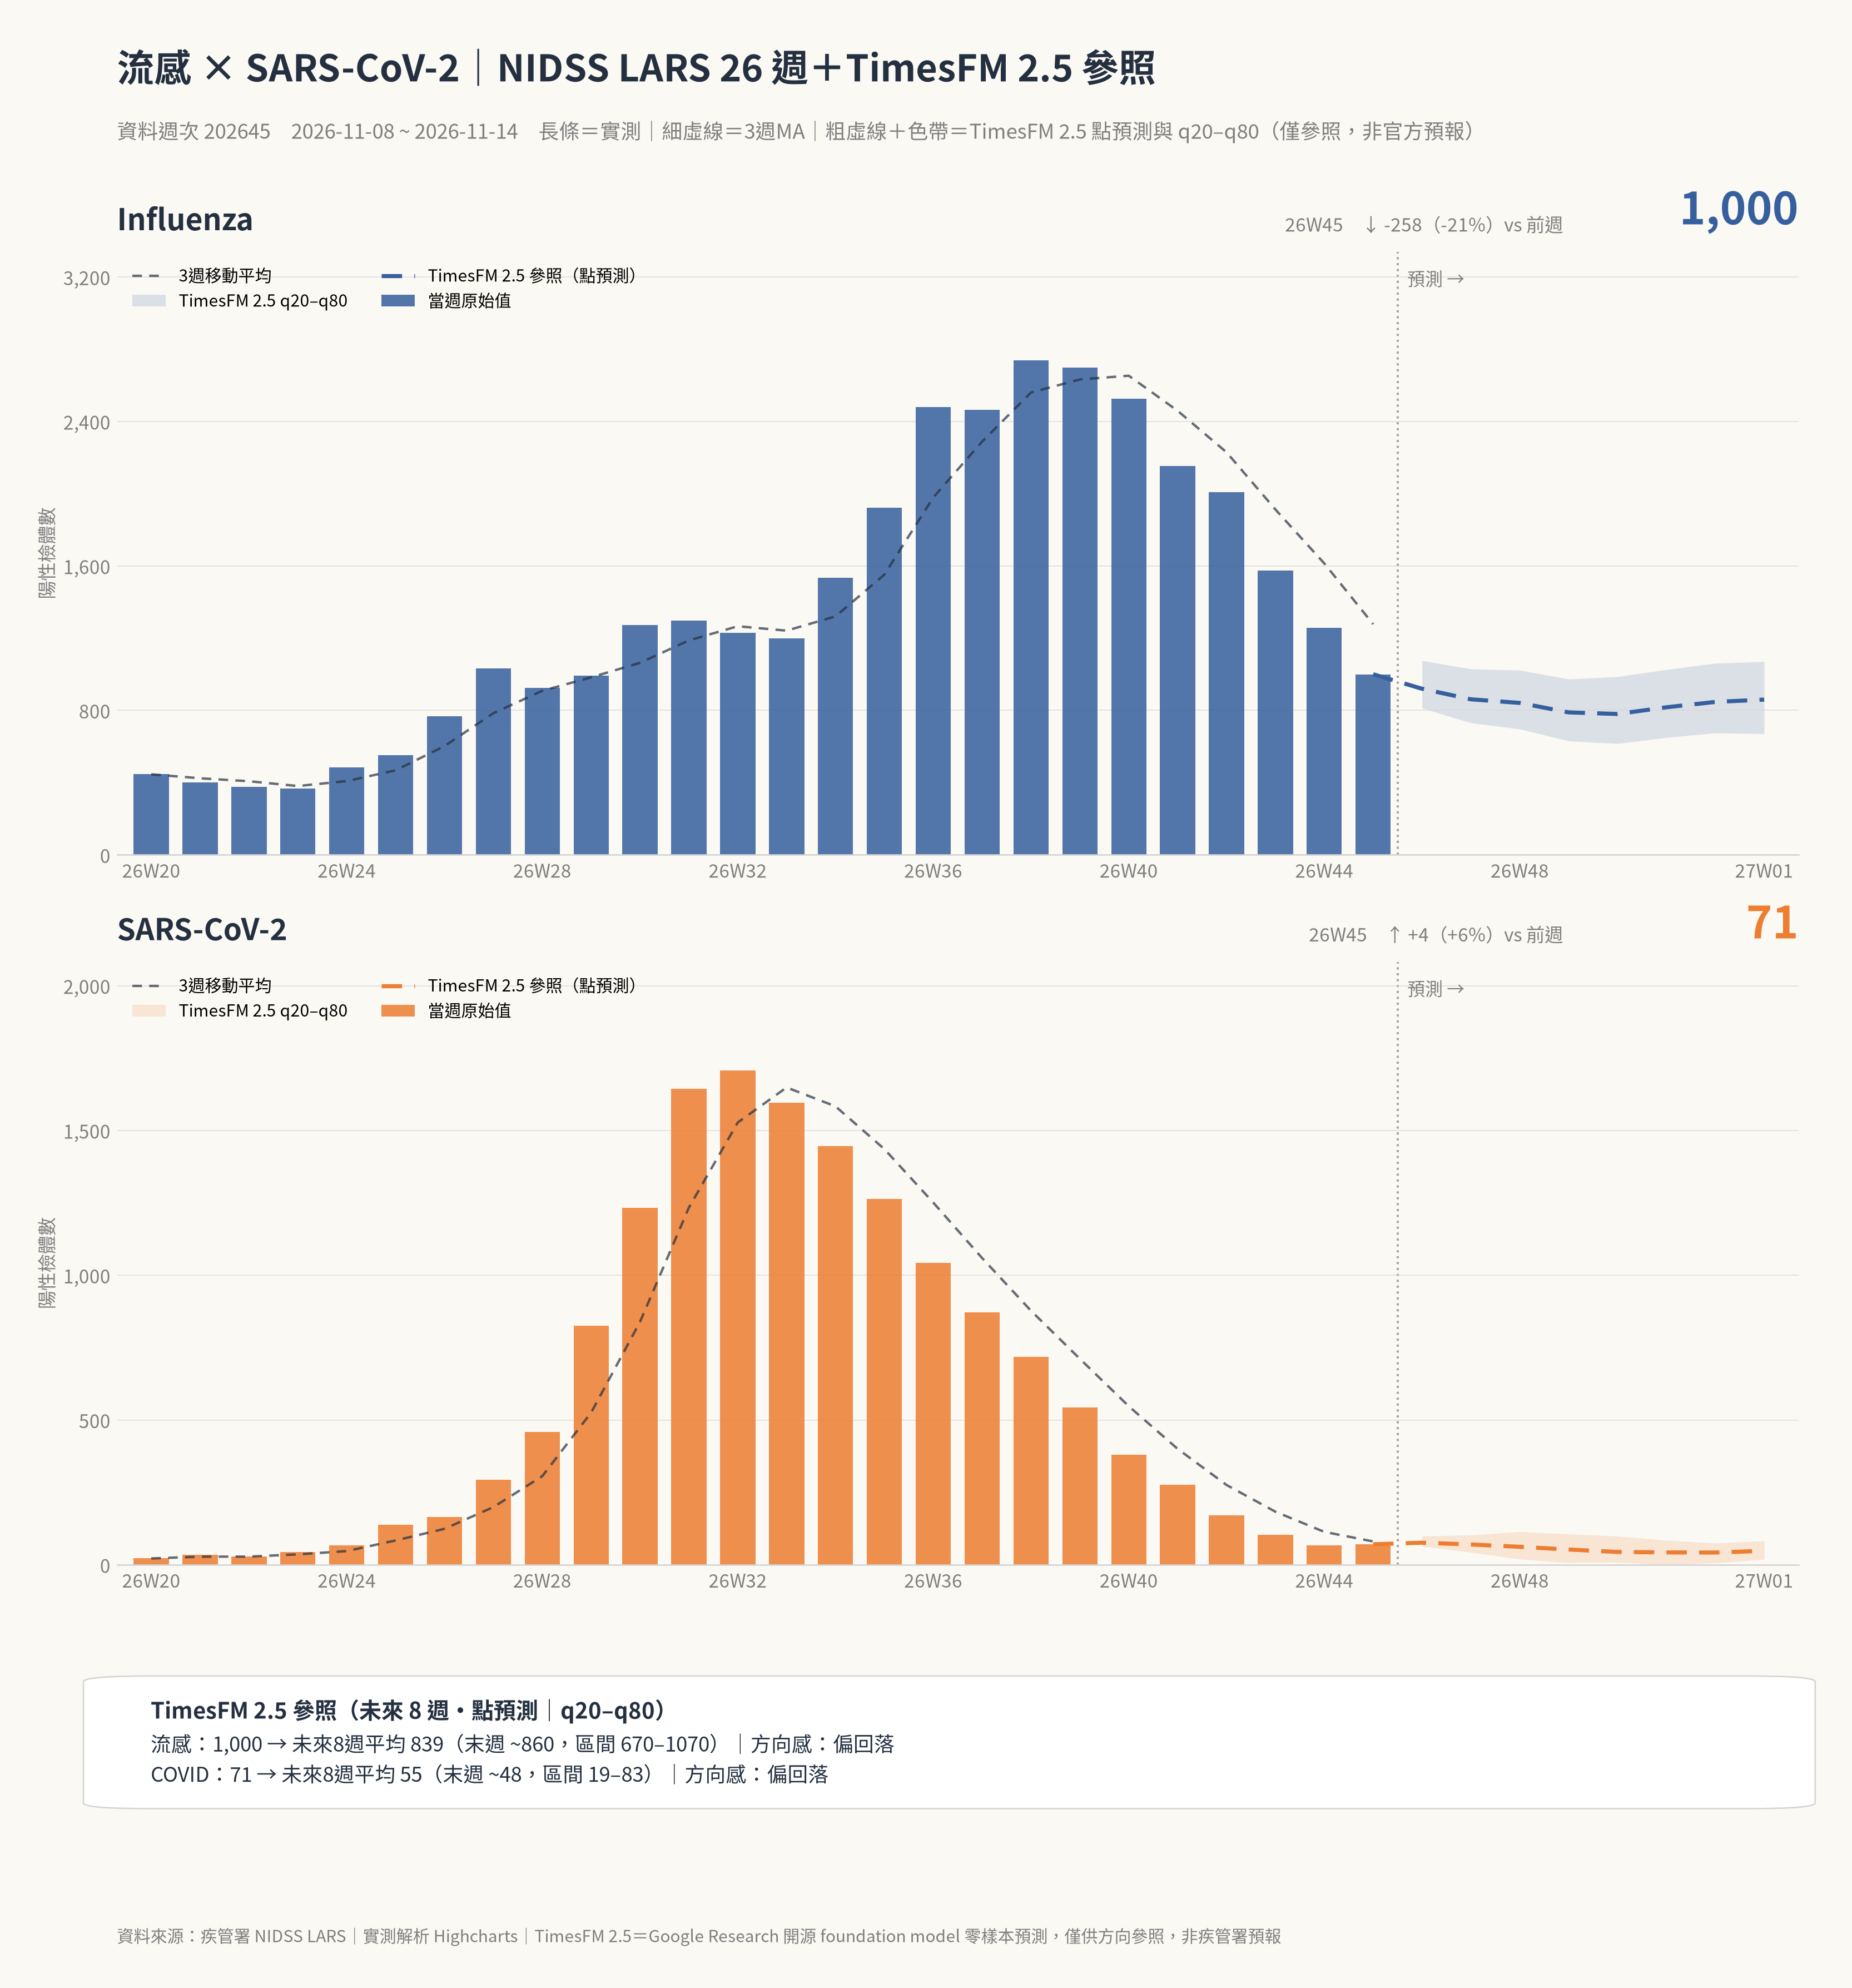 流感 × SARS-CoV-2｜NIDSS LARS 26 週＋TimesFM 2.5 參照
資料週次 202645　2026-11-08 ~ 2026-11-14　長條＝實測｜細虛線＝3週MA｜粗虛線＋色帶＝TimesFM 2.5 點預測與 q20–q80（僅參照，非官方預報）
Influenza
26W45　↓ -258（-21%）vs 前週
1,000
3週移動平均
TimesFM 2.5 參照（點預測）
TimesFM 2.5 q20–q80
當週原始值
預測 →
陽性檢體數
3,200
2,400
1,600
800
0
26W20 26W24 26W28 26W32 26W36 26W40 26W44 26W48 27W01
SARS-CoV-2
26W45　↑ +4（+6%）vs 前週
71
3週移動平均
TimesFM 2.5 參照（點預測）
TimesFM 2.5 q20–q80
當週原始值
預測 →
陽性檢體數
2,000
1,500
1,000
500
0
26W20 26W24 26W28 26W32 26W36 26W40 26W44 26W48 27W01
TimesFM 2.5 參照（未來 8 週・點預測｜q20–q80）
流感：1,000 → 未來8週平均 839（末週 ~860，區間 670–1070）｜方向感：偏回落
COVID：71 → 未來8週平均 55（末週 ~48，區間 19–83）｜方向感：偏回落
資料來源：疾管署 NIDSS LARS｜實測解析 Highcharts｜TimesFM 2.5＝Google Research 開源 foundation model 零樣本預測，僅供方向參照，非疾管署預報